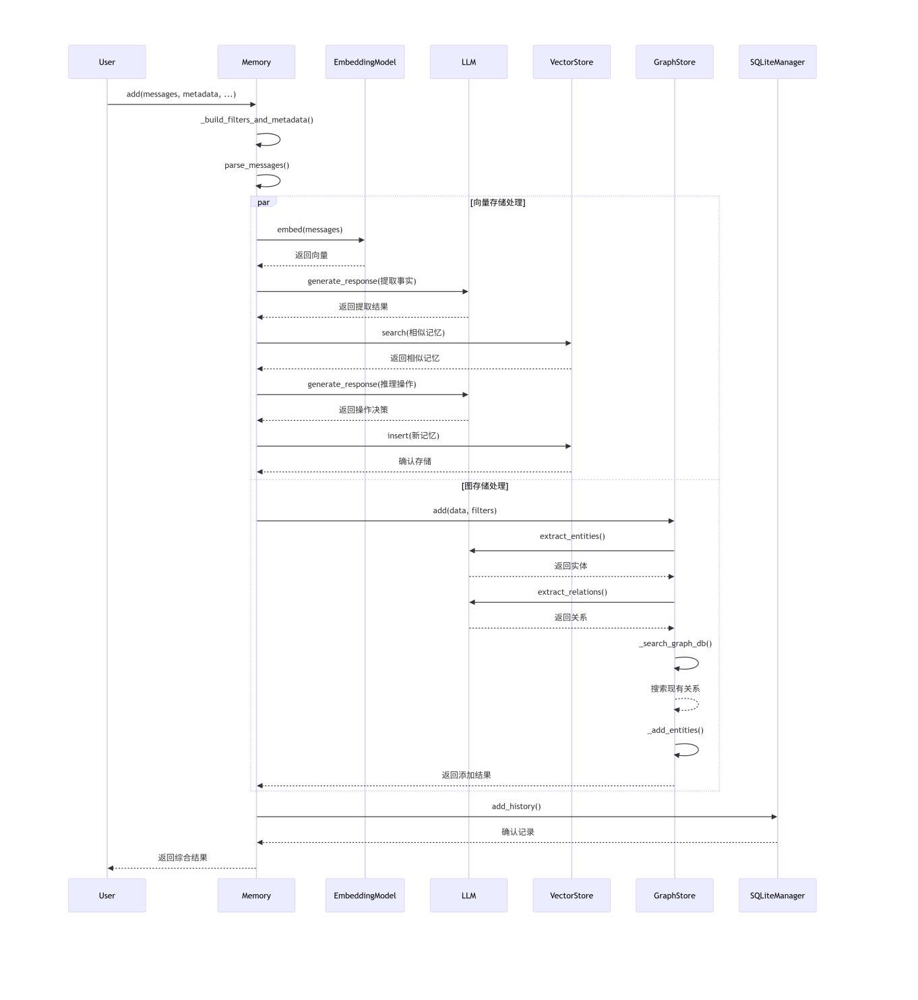 User
Memory
EmbeddingModel
LLM
VectorStore
GraphStore
SQLiteManager
add(messages, metadata, ...)
_build_filters_and_metadata()
parse_messages()
par
[向量存储处理]
embed(messages)
返回向量
generate_response(提取事实)
返回提取结果
search(相似记忆)
返回相似记忆
generate_response(推理操作)
返回操作决策
insert(新记忆)
确认存储
[图存储处理]
add(data, filters)
extract_entities()
返回实体
extract_relations()
返回关系
_search_graph_db()
搜索现有关系
_add_entities()
返回添加结果
add_history()
确认记录
返回综合结果
User
Memory
EmbeddingModel
LLM
VectorStore
GraphStore
SQLiteManager